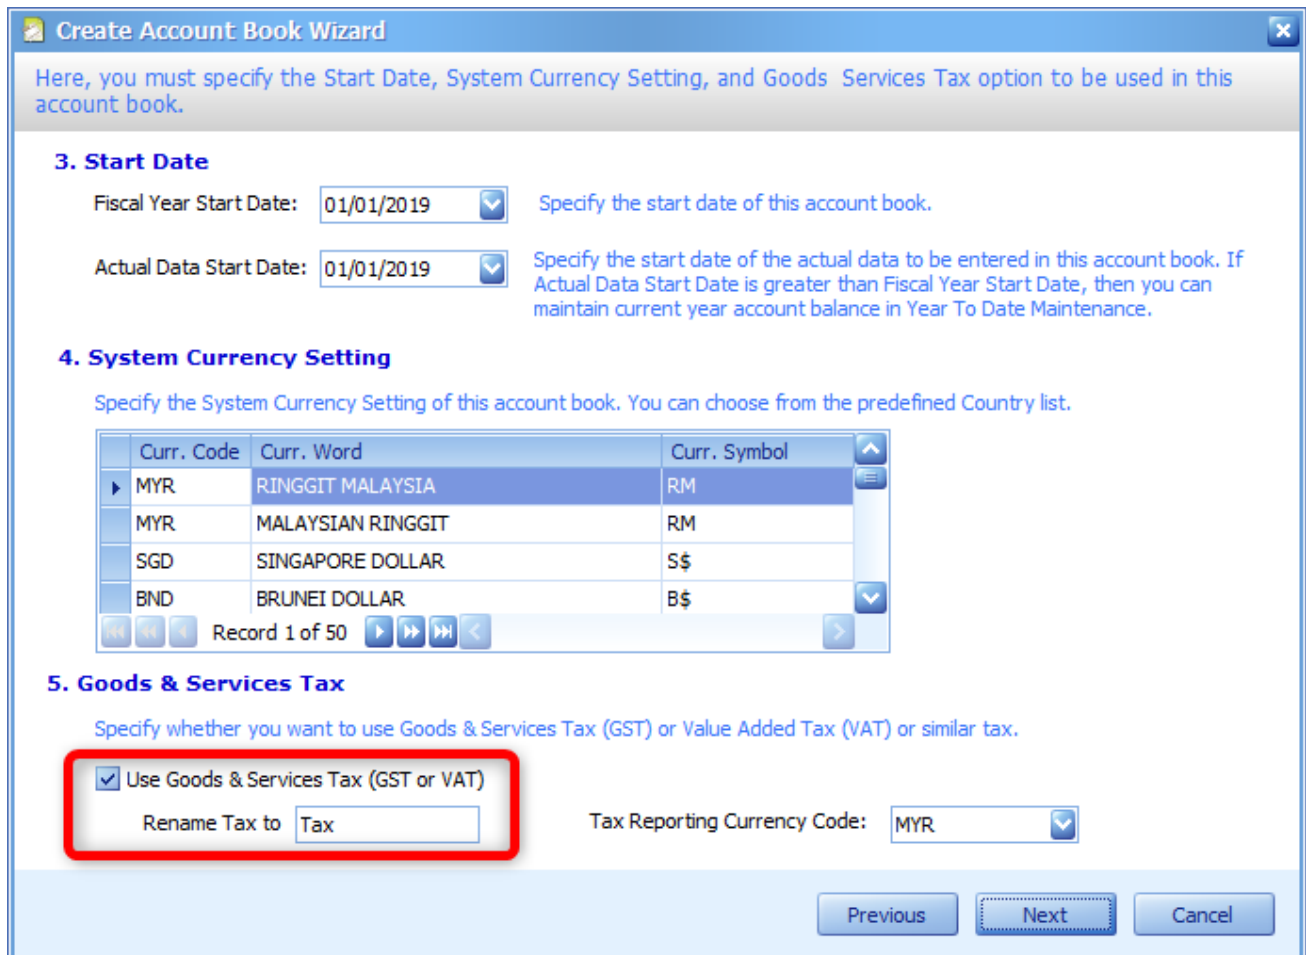 Create Account Book Wizard
Here, you must specify the Start Date, System Currency Setting, and Goods  Services Tax option to be used in this
account book.
3. Start Date
Fiscal Year Start Date: 01/01/2019 Specify the start date of this account book.
Actual Data Start Date: 01/01/2019 Specify the start date of the actual data to be entered in this account book. If
Actual Data Start Date is greater than Fiscal Year Start Date, then you can
maintain current year account balance in Year To Date Maintenance.
4. System Currency Setting
Specify the System Currency Setting of this account book. You can choose from the predefined Country list.
Curr. Code Curr. Word Curr. Symbol
MYR RINGGIT MALAYSIA RM
MYR MALAYSIAN RINGGIT RM
SGD SINGAPORE DOLLAR S$
BND BRUNEI DOLLAR B$
Record 1 of 50
5. Goods & Services Tax
Specify whether you want to use Goods & Services Tax (GST) or Value Added Tax (VAT) or similar tax.
Use Goods & Services Tax (GST or VAT)
Rename Tax to Tax Tax Reporting Currency Code: MYR
Previous Next Cancel